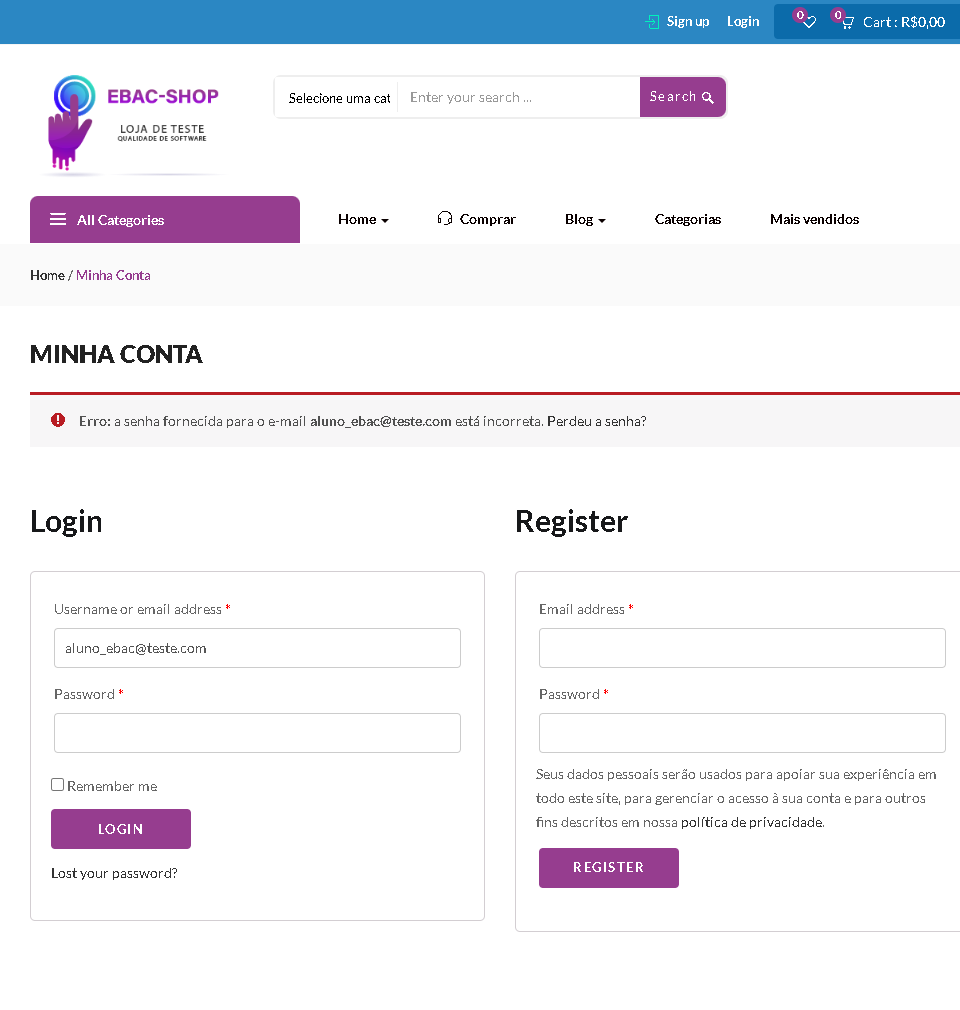 Sign up Login 0 0 Cart : R$0,00
EBAC-SHOP
LOJA DE TESTE
QUALIDADE DE SOFTWARE
Selecione uma cat Enter your search ... Search
All Categories Home Comprar Blog Categorias Mais vendidos
Home / Minha Conta
MINHA CONTA
Erro: a senha fornecida para o e-mail aluno_ebac@teste.com está incorreta. Perdeu a senha?
Login
Username or email address *
aluno_ebac@teste.com
Password *
Remember me
LOGIN
Lost your password?
Register
Email address *
Password *
Seus dados pessoais serão usados para apoiar sua experiência em
todo este site, para gerenciar o acesso à sua conta e para outros
fins descritos em nossa política de privacidade.
REGISTER